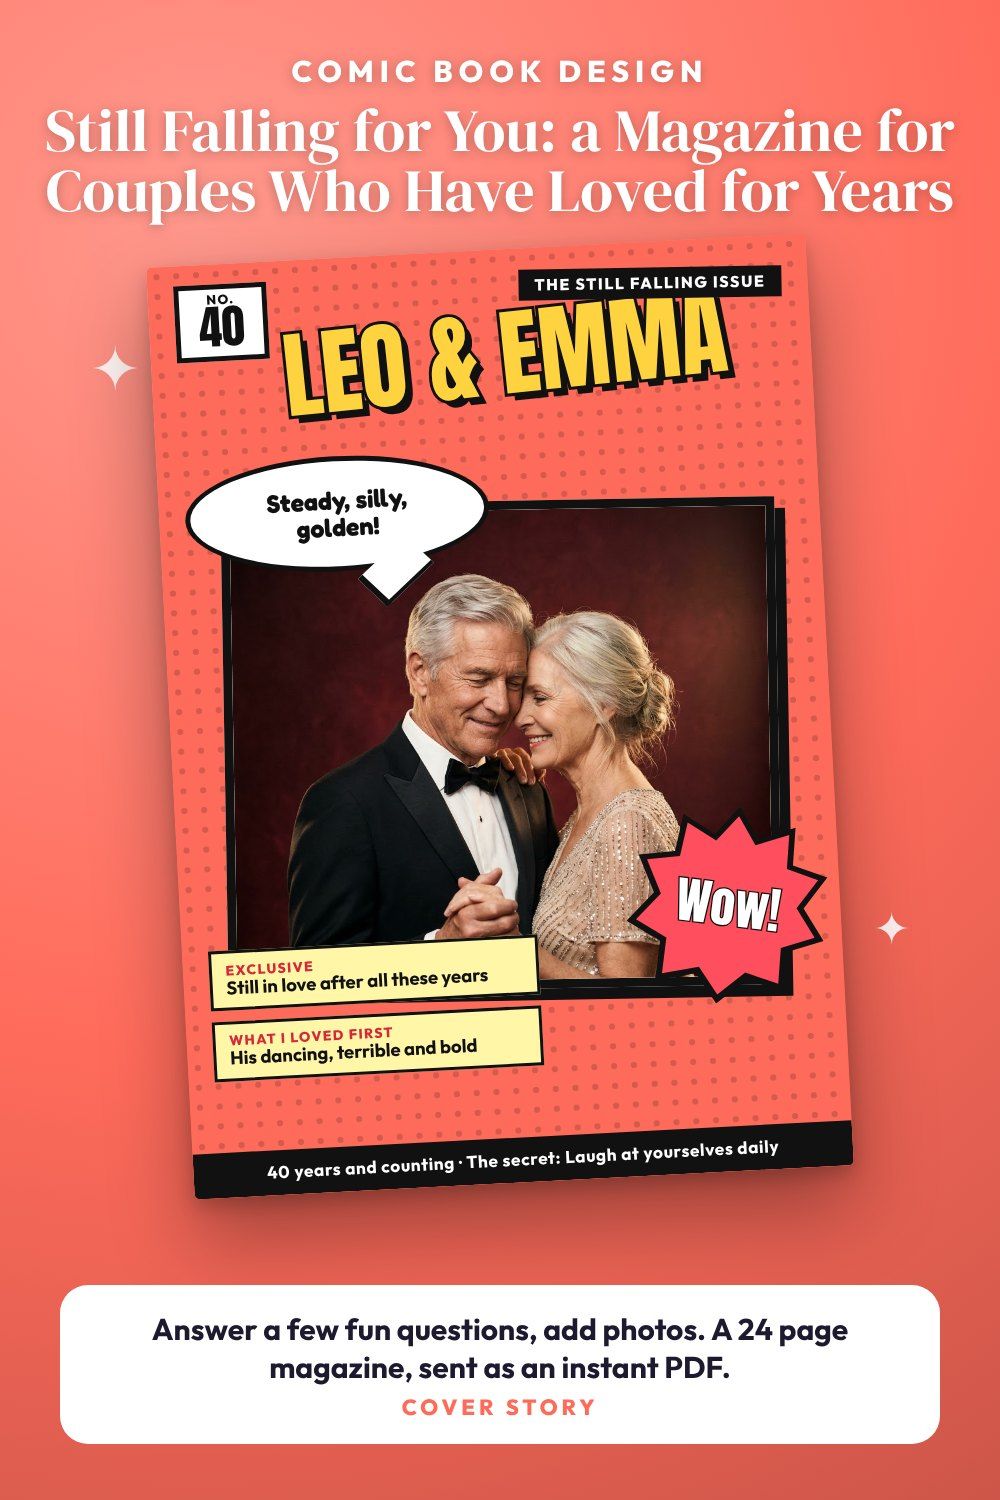 COMIC BOOK DESIGN
Still Falling for You: a Magazine for
Couples Who Have Loved for Years
THE STILL FALLING ISSUE
NO.
40
LEO & EMMA
Steady, silly,
golden!
Wow!
EXCLUSIVE
Still in love after all these years
WHAT I LOVED FIRST
His dancing, terrible and bold
40 years and counting · The secret: Laugh at yourselves daily
Answer a few fun questions, add photos. A 24 page
magazine, sent as an instant PDF.
COVER STORY